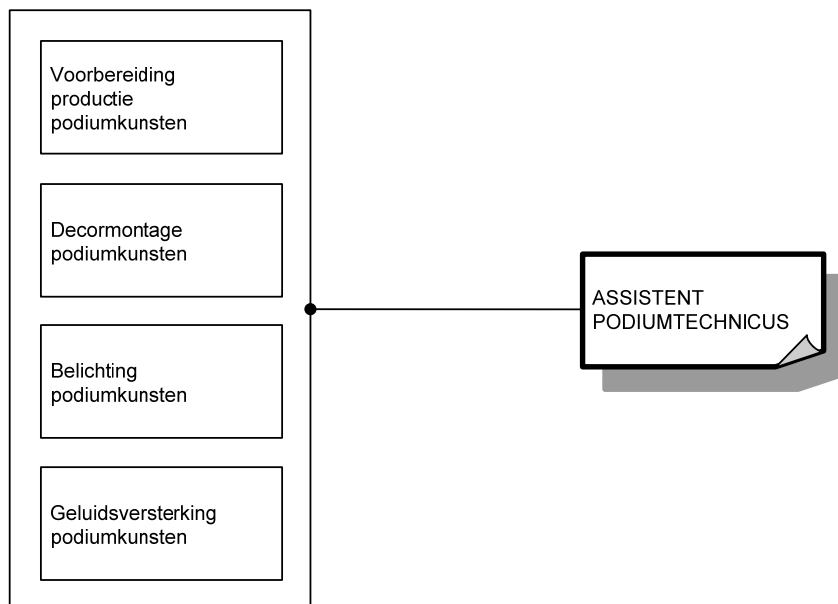 Voorbereiding
productie
podiumkunsten
Decormontage
podiumkunsten
Belichting
podiumkunsten
Geluidsversterking
podiumkunsten
ASSISTENT
PODIUMTECHNICUS